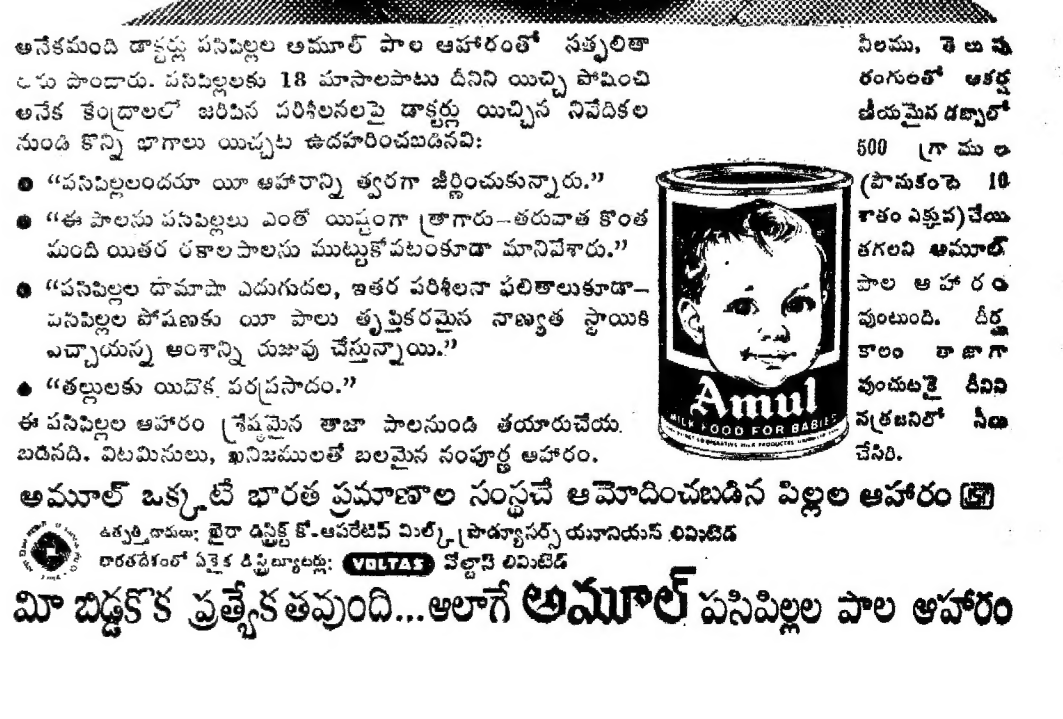 అనేకమంది డాక్టర్లు పసిపిల్లల అమూల్ పాల ఆహారంతో సత్ఫలితా
పొందారు. పసిపిల్లలకు 18 మాసాలపాటు దీనిని యిచ్చి పోషించి
అనేక కేంద్రాలలో జరిపిన పరిశీలనలపై డాక్టర్లు యిచ్చిన నివేదికల
నుండి కొన్ని భాగాలు యిచ్చట ఉదహరించబడినవి:
● “పసిపిల్లలందరూ యీ ఆహారాన్ని త్వరగా జీర్ణించుకున్నారు.”
● “ఈ పాలను పసిపిల్లలు ఎంతో యిష్టంగా త్రాగారు–తరువాత కొంత
మంది యితర రకాల పాలను ముట్టుకోవటంకూడా మానివేశారు.”
● “పసిపిల్లల దామాషా ఎదుగుదల, ఇతర పరిశీలనా ఫలితాలుకూడా–
పసిపిల్లల పోషణకు యీ పాలు తృప్తికరమైన నాణ్యత స్థాయికి
ఎచ్చాయన్న అంశాన్ని రుజువు చేస్తున్నాయి.”
● “తల్లులకు యిదొక వరప్రసాదం.”
ఈ పసిపిల్లల ఆహారం శ్రేష్ఠమైన తాజా పాలనుండి తయారుచేయ
బడినది. విటమినులు, ఖనిజములతో బలమైన సంపూర్ణ ఆహారం.
నీలము, తెలుపు
రంగులతో ఆకర్ష
ణీయమైన డబ్బాలో
500 గ్రాముల
(పౌనుకంటె 10
శాతం ఎక్కువ) చేయి
తగలని అమూల్
పాల ఆహారం
వుంటుంది. దీర్ఘ
కాలం తాజాగా
వుంచుటకై దీనిని
నత్రజనిలో సీలు
చేసిరి.
Amul
MILK FOOD FOR BABIES
అమూల్ ఒక్కటే భారత ప్రమాణాల సంస్థచే ఆమోదించబడిన పిల్లల ఆహారం
ఉత్పత్తిదారులు: ఖైరా డిస్ట్రిక్ట్ కో-ఆపరేటివ్ మిల్క్ ప్రొడ్యూసర్స్ యూనియన్ లిమిటెడ్
భారతదేశంలో ఏకైక డిస్ట్రిబ్యూటర్లు: VOLTAS వోల్టాస్ లిమిటెడ్
మీ బిడ్డకొక ప్రత్యేకతవుంది...అలాగే అమూల్ పసిపిల్లల పాల ఆహారం